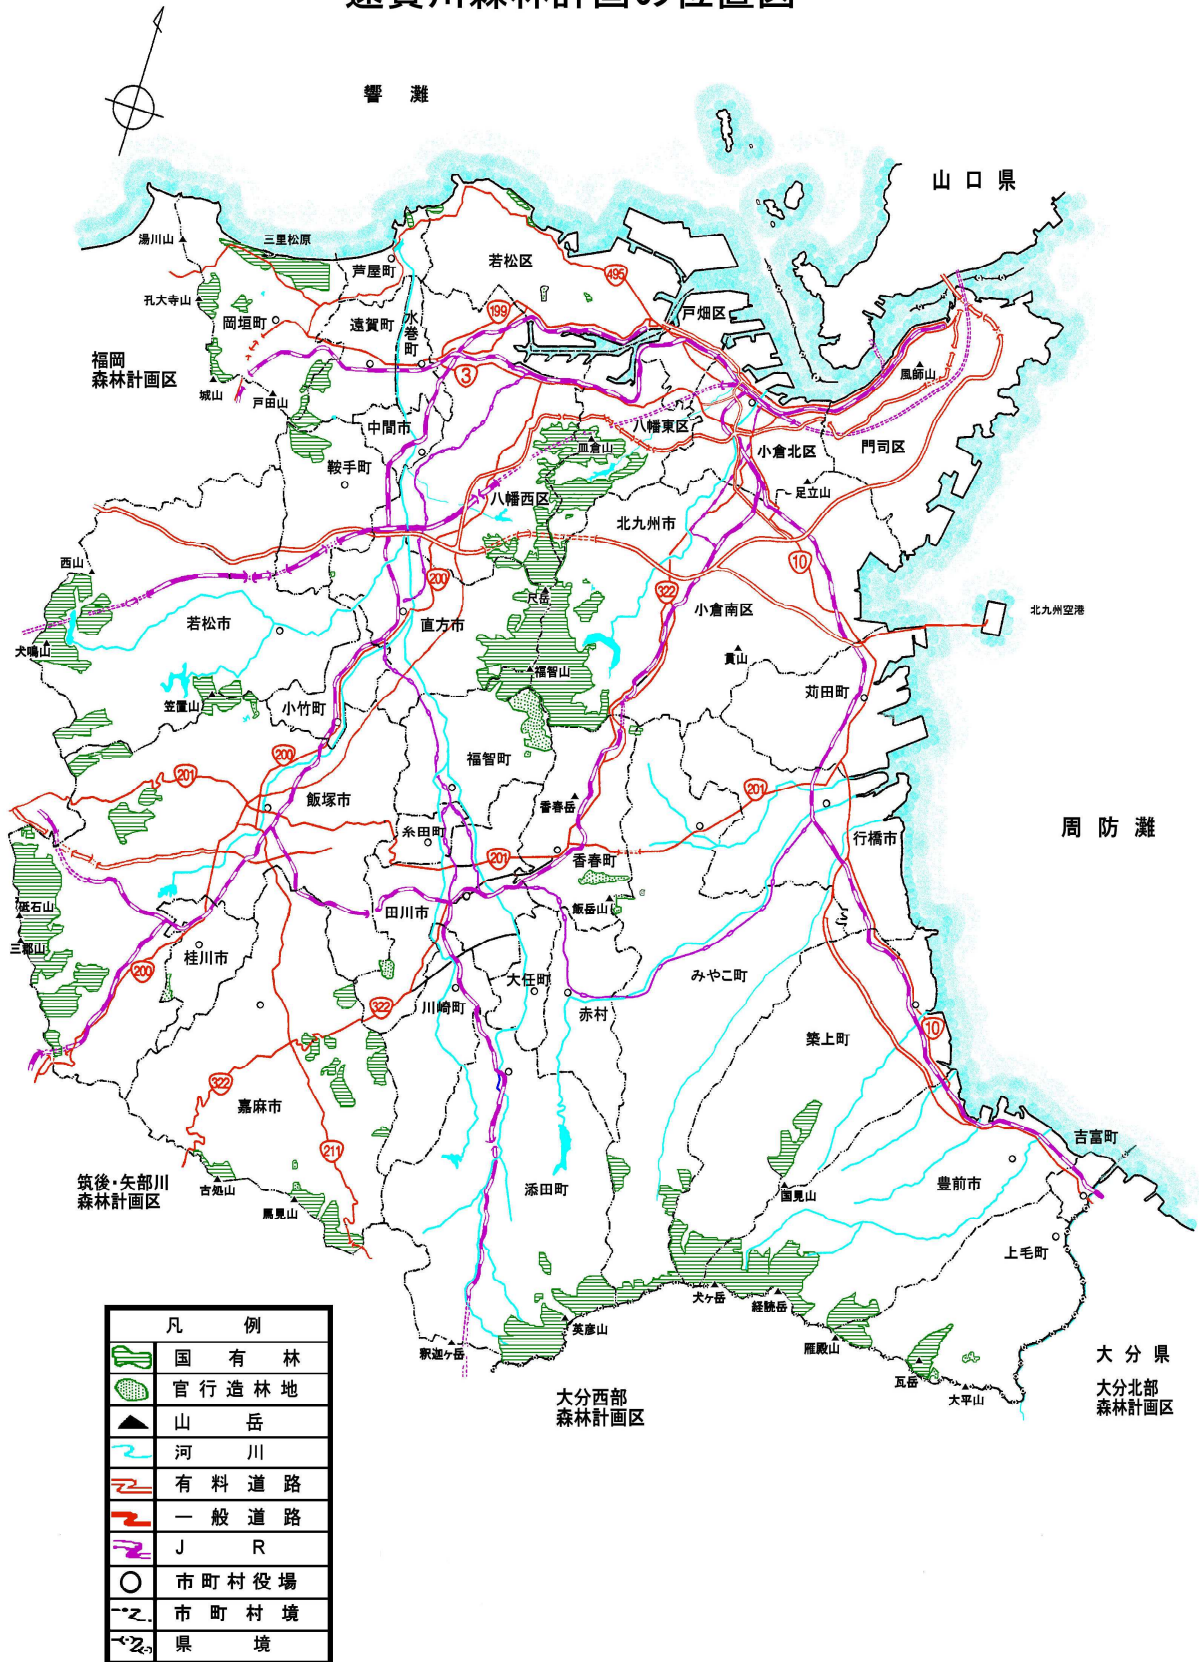 遠賀川森林計画の位置図
響灘
山口県
湯川山
三里松原
芦屋町
若松区
495
孔大寺山
岡垣町
遠賀町
水巻町
199
戸畑区
福岡
森林計画区
3
風師山
城山
戸田山
中間市
八幡東区
皿倉山
小倉北区
門司区
鞍手町
八幡西区
足立山
北九州市
西山
10
200
尺岳
322
小倉南区
北九州空港
若松市
直方市
犬鳴山
貫山
福智山
笠置山
小竹町
苅田町
200
福智町
201
201
飯塚市
香春岳
周防灘
糸田町
行橋市
201
香春町
砥石山
田川市
飯岳山
三郡山
桂川市
200
大任町
みやこ町
322
川崎町
赤村
10
築上町
322
嘉麻市
吉富町
211
筑後・矢部川
森林計画区
古処山
添田町
国見山
豊前市
馬見山
上毛町
犬ヶ岳
経読岳
英彦山
釈迦ヶ岳
雁股山
瓦岳
大平山
大分県
大分西部
森林計画区
大分北部
森林計画区
凡例
国有林
官行造林地
山岳
河川
有料道路
一般道路
JR
市町村役場
市町村境
県境